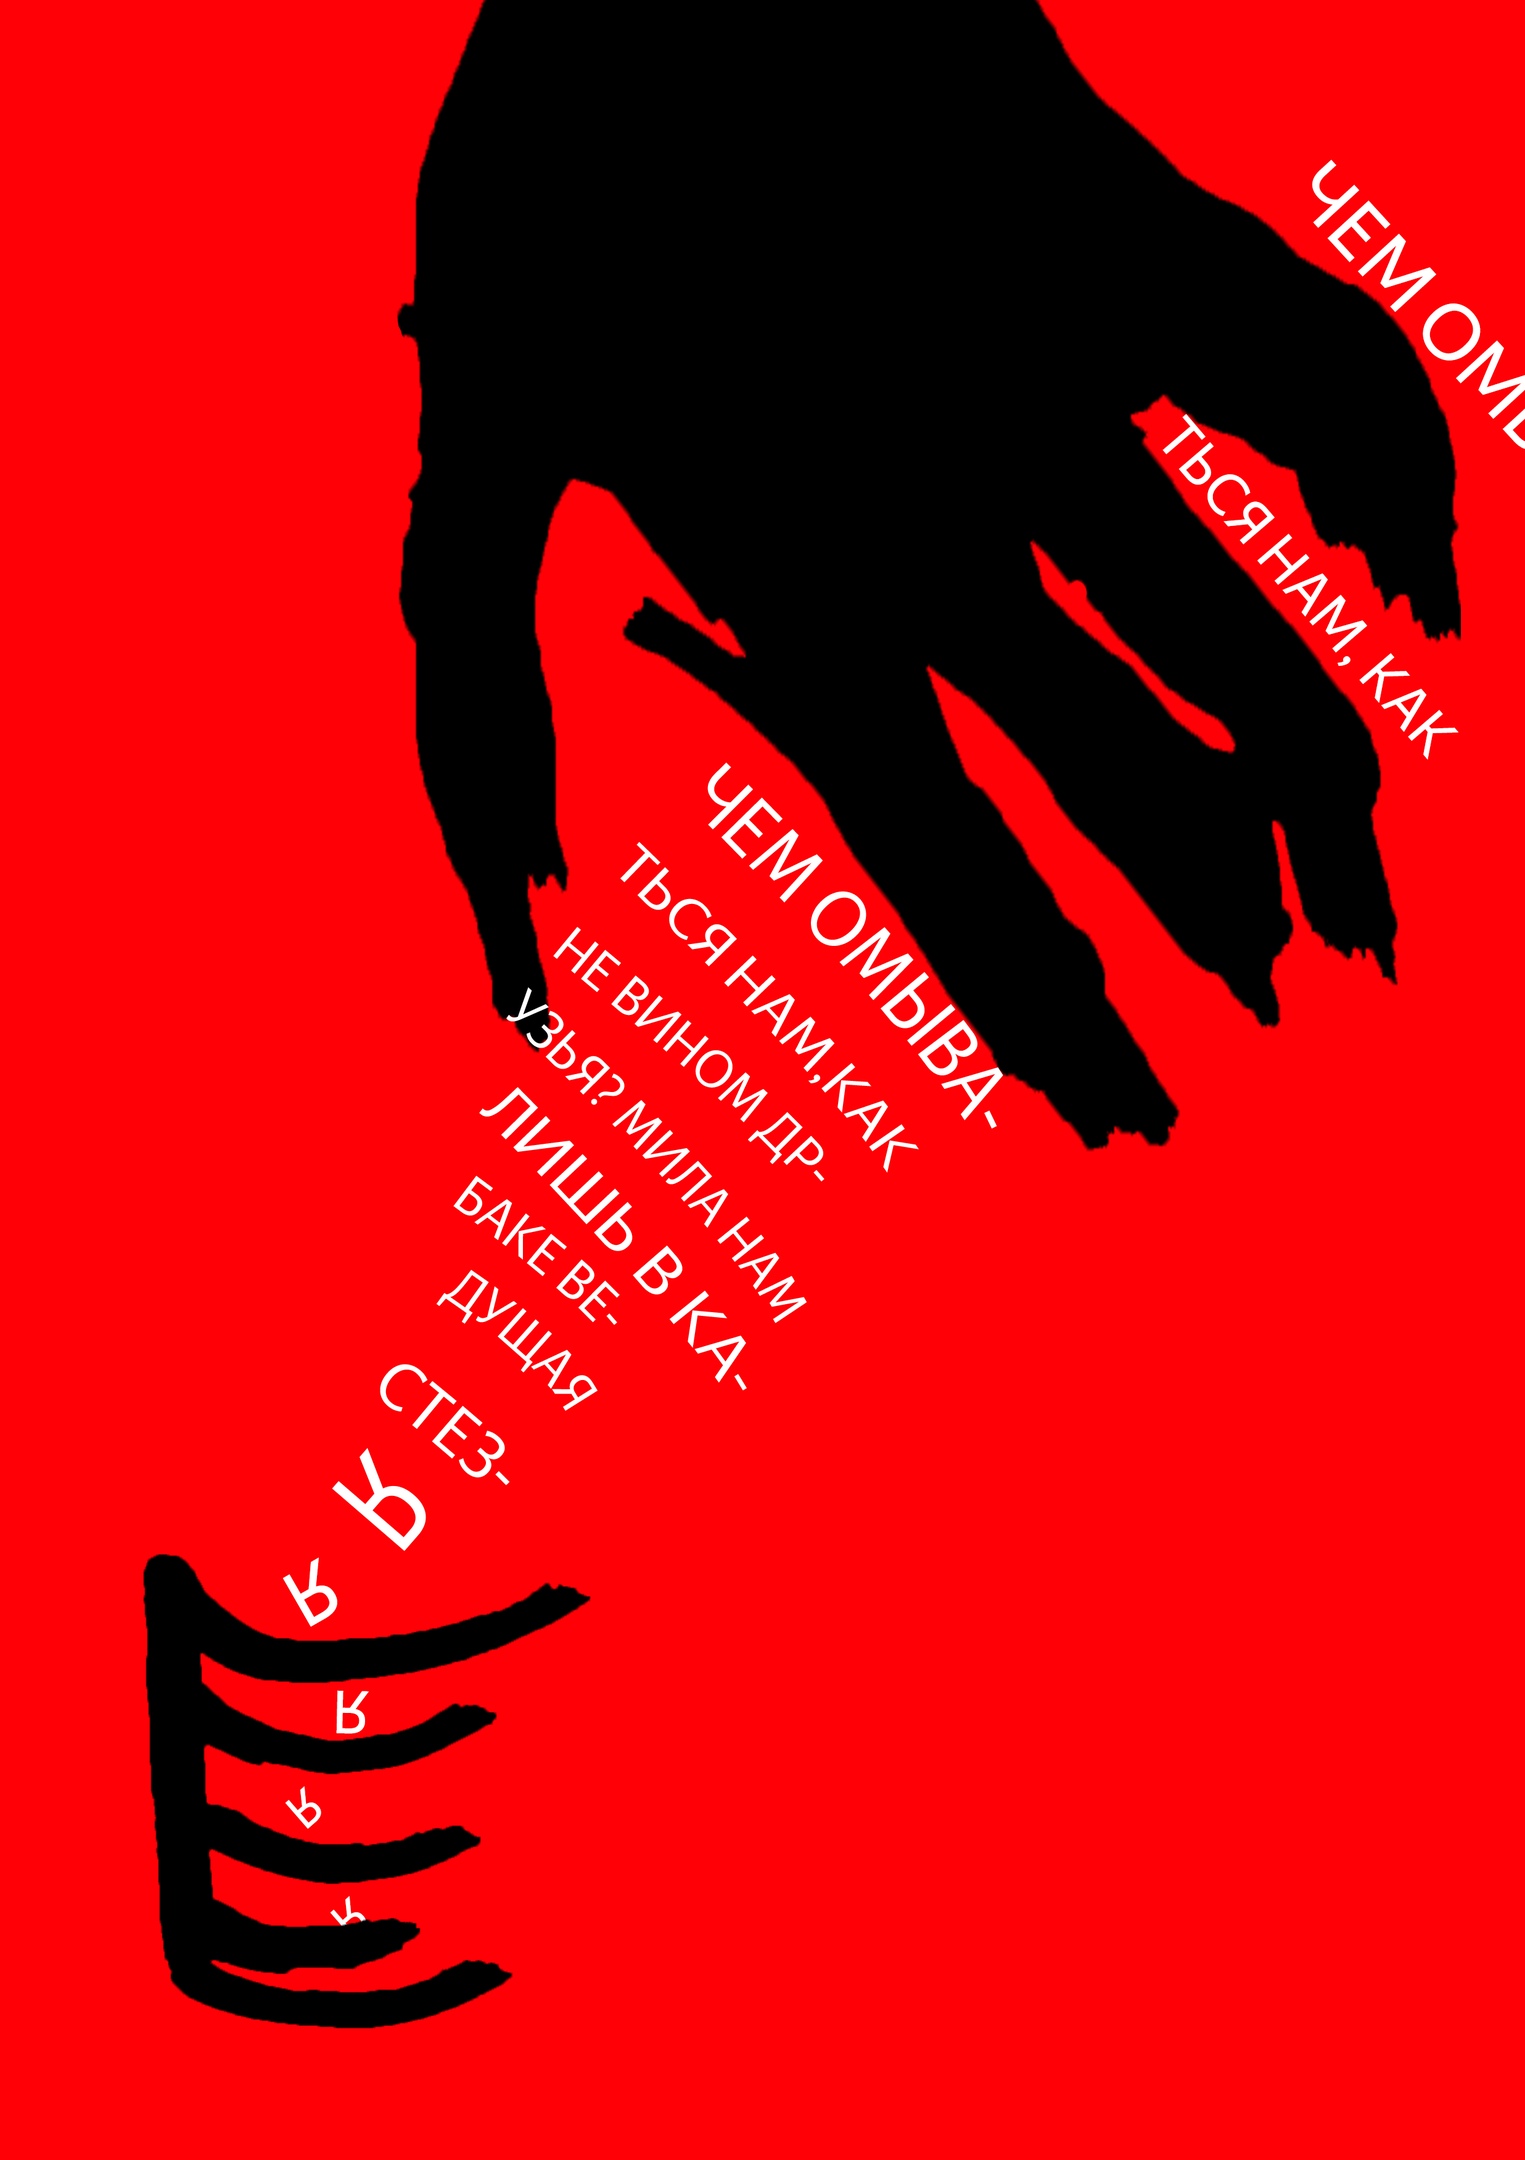 ЧЕМ ОМЫ
ТЬСЯ НАМ, КАК
ЧЕМ ОМЫВА-
ТЬСЯ НАМ,КАК
НЕ ВИНОМ ДР-
УЗЬЯ? МИЛА НАМ
ЛИШЬ В КА-
БАКЕ ВЕ-
ДУЩАЯ
СТЕЗ-
Я
Я
Я
Я
Я